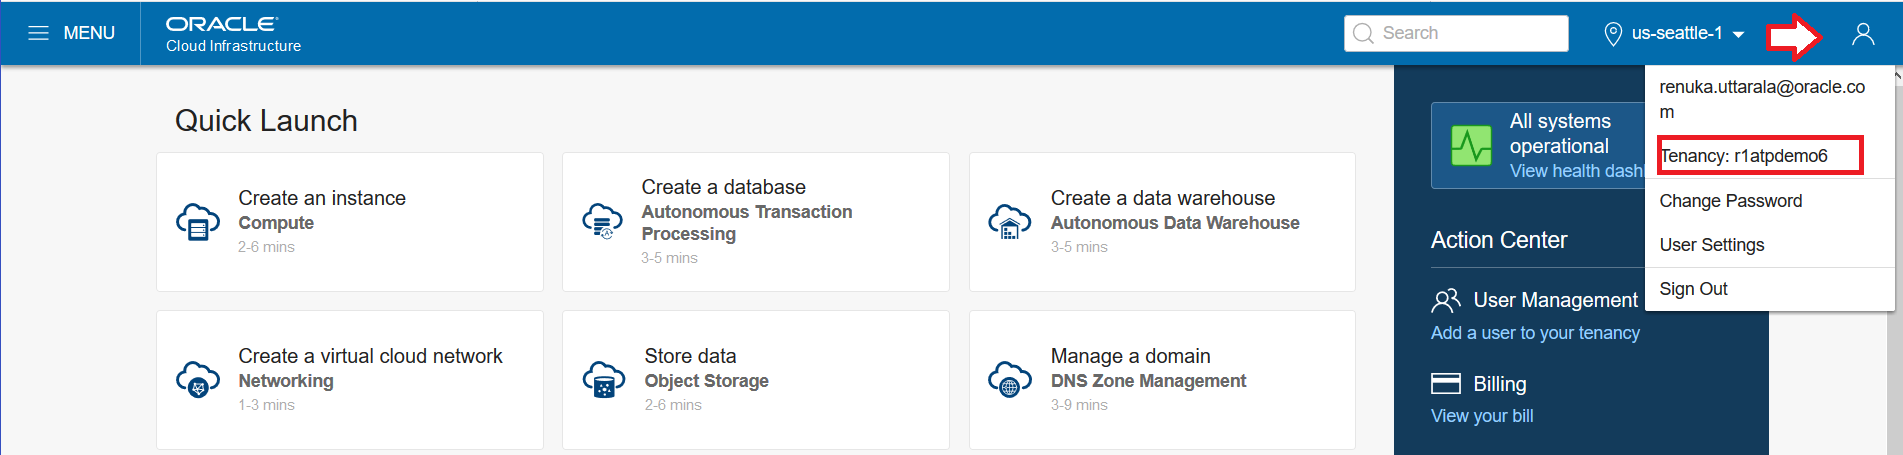 MENU
ORACLE
Cloud Infrastructure
Search
us-seattle-1
renuka.uttarala@oracle.co
m
Tenancy: r1atpdemo6
Change Password
User Settings
Sign Out
Quick Launch
Create an instance
Compute
2-6 mins
Create a database
Autonomous Transaction
Processing
3-5 mins
Create a data warehouse
Autonomous Data Warehouse
3-5 mins
Create a virtual cloud network
Networking
1-3 mins
Store data
Object Storage
2-6 mins
Manage a domain
DNS Zone Management
3-9 mins
All systems
operational
View health dash
Action Center
User Management
Add a user to your tenancy
Billing
View your bill